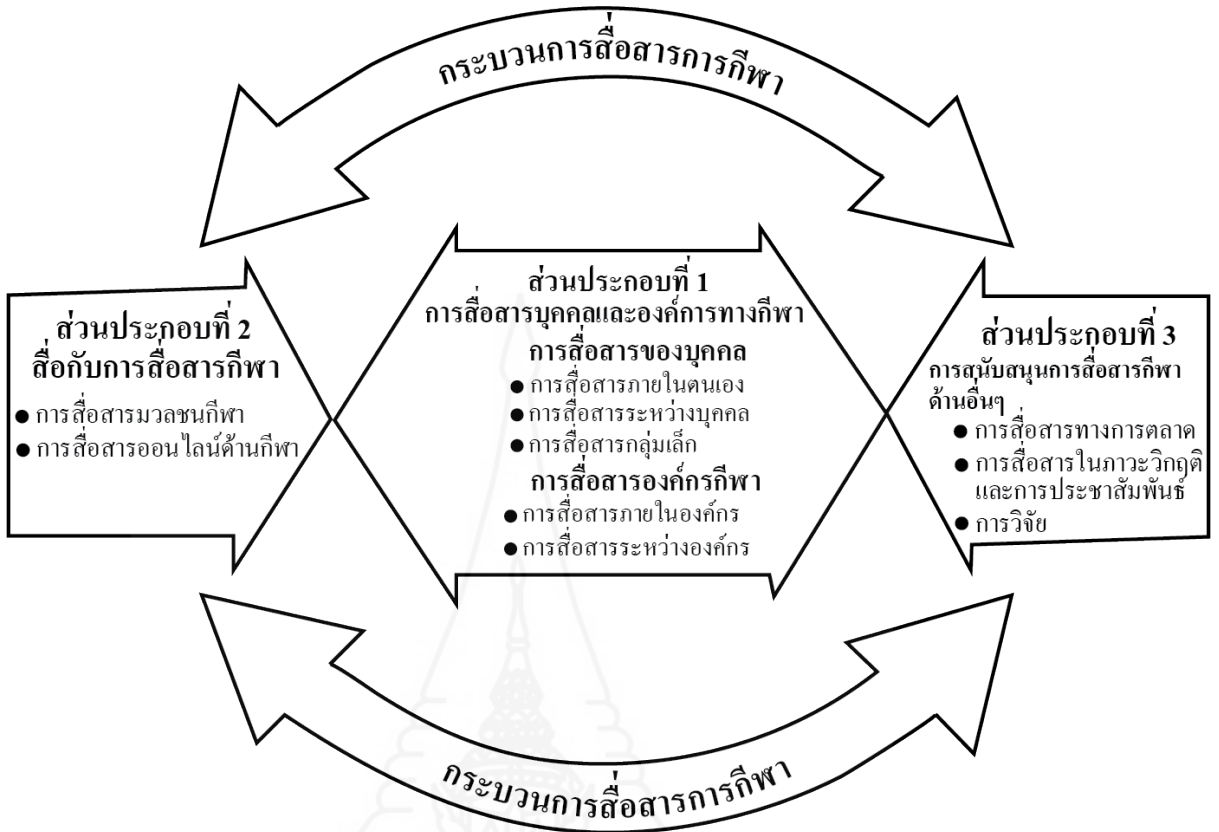 กระบวนการสื่อสารการกีฬา
ส่วนประกอบที่ 2
สื่อกับการสื่อสารกีฬา
● การสื่อสารมวลชนกีฬา
● การสื่อสารออนไลน์ด้านกีฬา
ส่วนประกอบที่ 1
การสื่อสารบุคคลและองค์การทางกีฬา
การสื่อสารของบุคคล
● การสื่อสารภายในตนเอง
● การสื่อสารระหว่างบุคคล
● การสื่อสารกลุ่มเล็ก
การสื่อสารองค์กรกีฬา
● การสื่อสารภายในองค์กร
● การสื่อสารระหว่างองค์กร
ส่วนประกอบที่ 3
การสนับสนุนการสื่อสารกีฬา
ด้านอื่นๆ
● การสื่อสารทางการตลาด
● การสื่อสารในภาวะวิกฤติ
และการประชาสัมพันธ์
● การวิจัย
กระบวนการสื่อสารการกีฬา